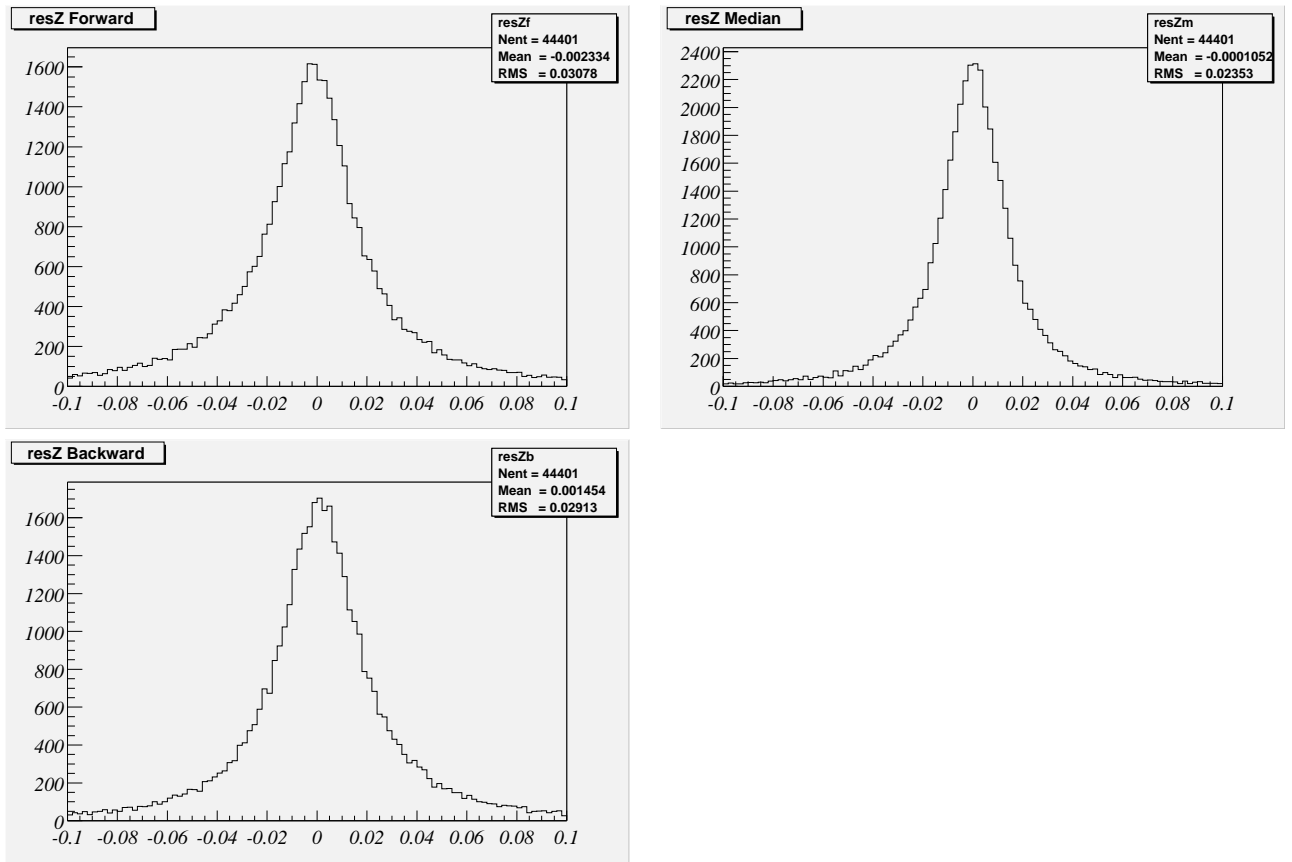 resZ Forward
resZf
Nent = 44401
Mean = -0.002334
RMS = 0.03078
1600
1400
1200
1000
800
600
400
200
0
-0.1 -0.08 -0.06 -0.04 -0.02 0 0.02 0.04 0.06 0.08 0.1
resZ Median
resZm
Nent = 44401
Mean = -0.0001052
RMS = 0.02353
2400
2200
2000
1800
1600
1400
1200
1000
800
600
400
200
0
-0.1 -0.08 -0.06 -0.04 -0.02 0 0.02 0.04 0.06 0.08 0.1
resZ Backward
resZb
Nent = 44401
Mean = 0.001454
RMS = 0.02913
1600
1400
1200
1000
800
600
400
200
0
-0.1 -0.08 -0.06 -0.04 -0.02 0 0.02 0.04 0.06 0.08 0.1